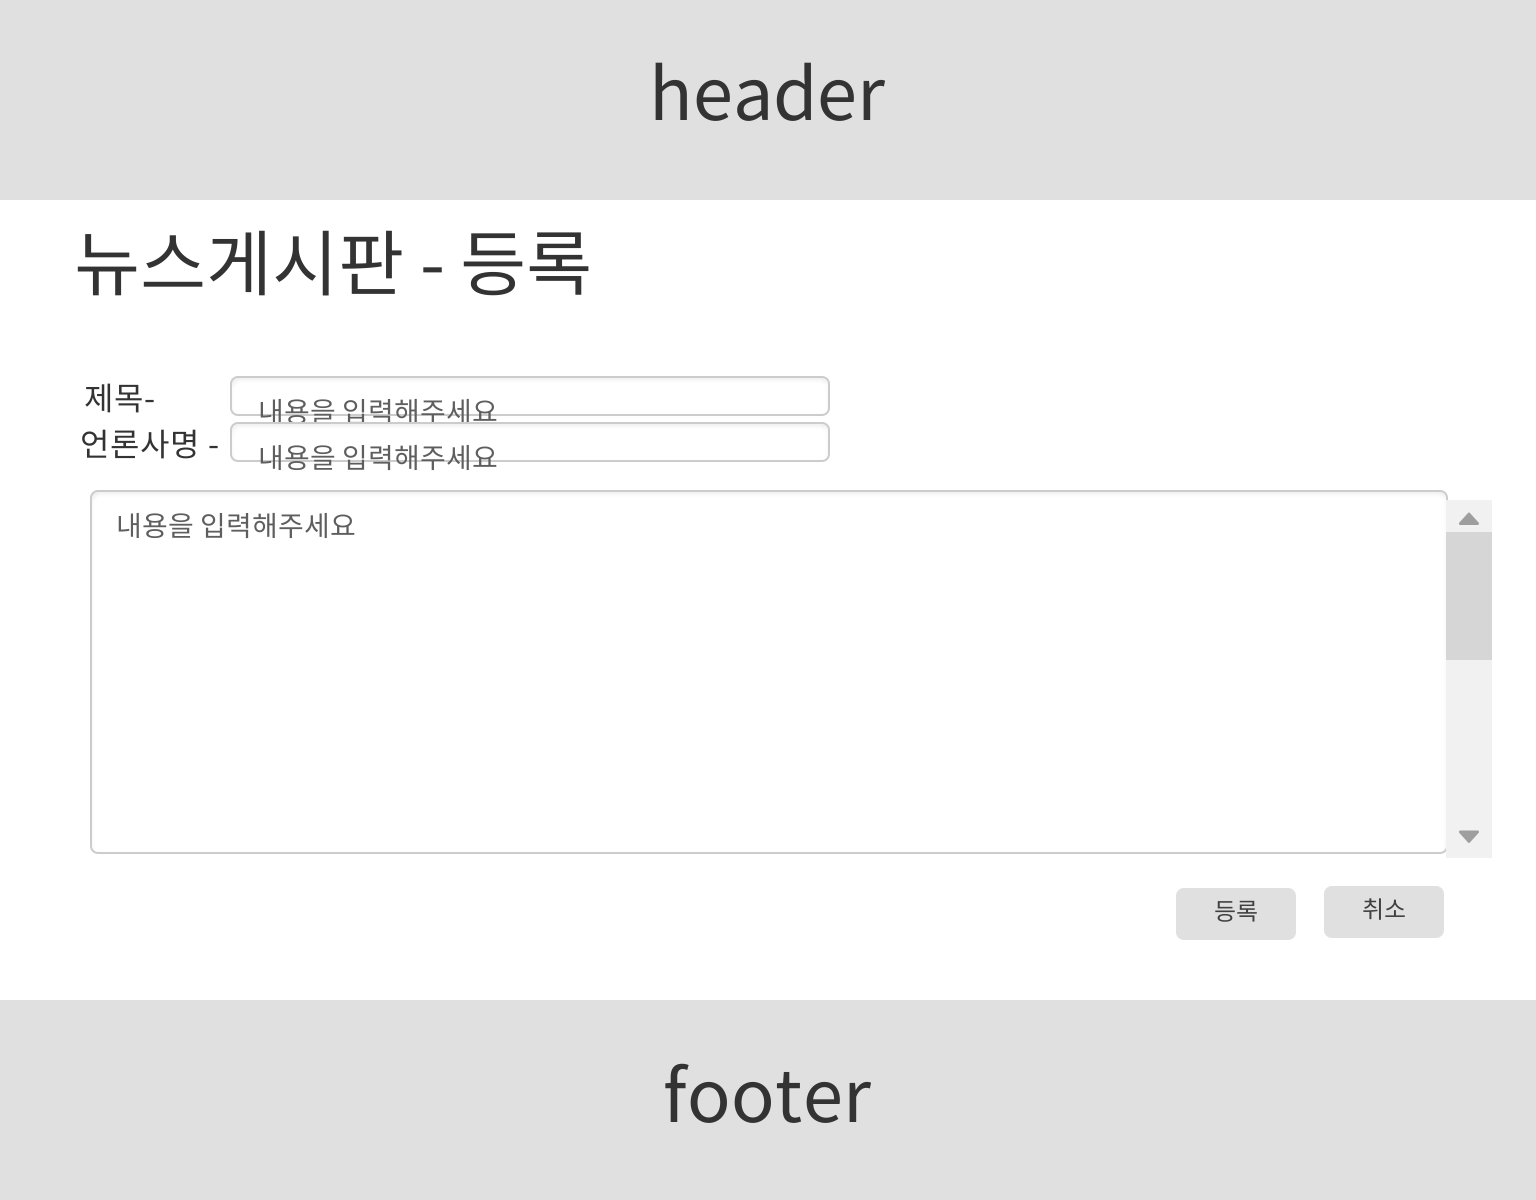 header
뉴스게시판 - 등록
제목-
내용을 입력해주세요
언론사명 -
내용을 입력해주세요
내용을 입력해주세요
등록
취소
footer